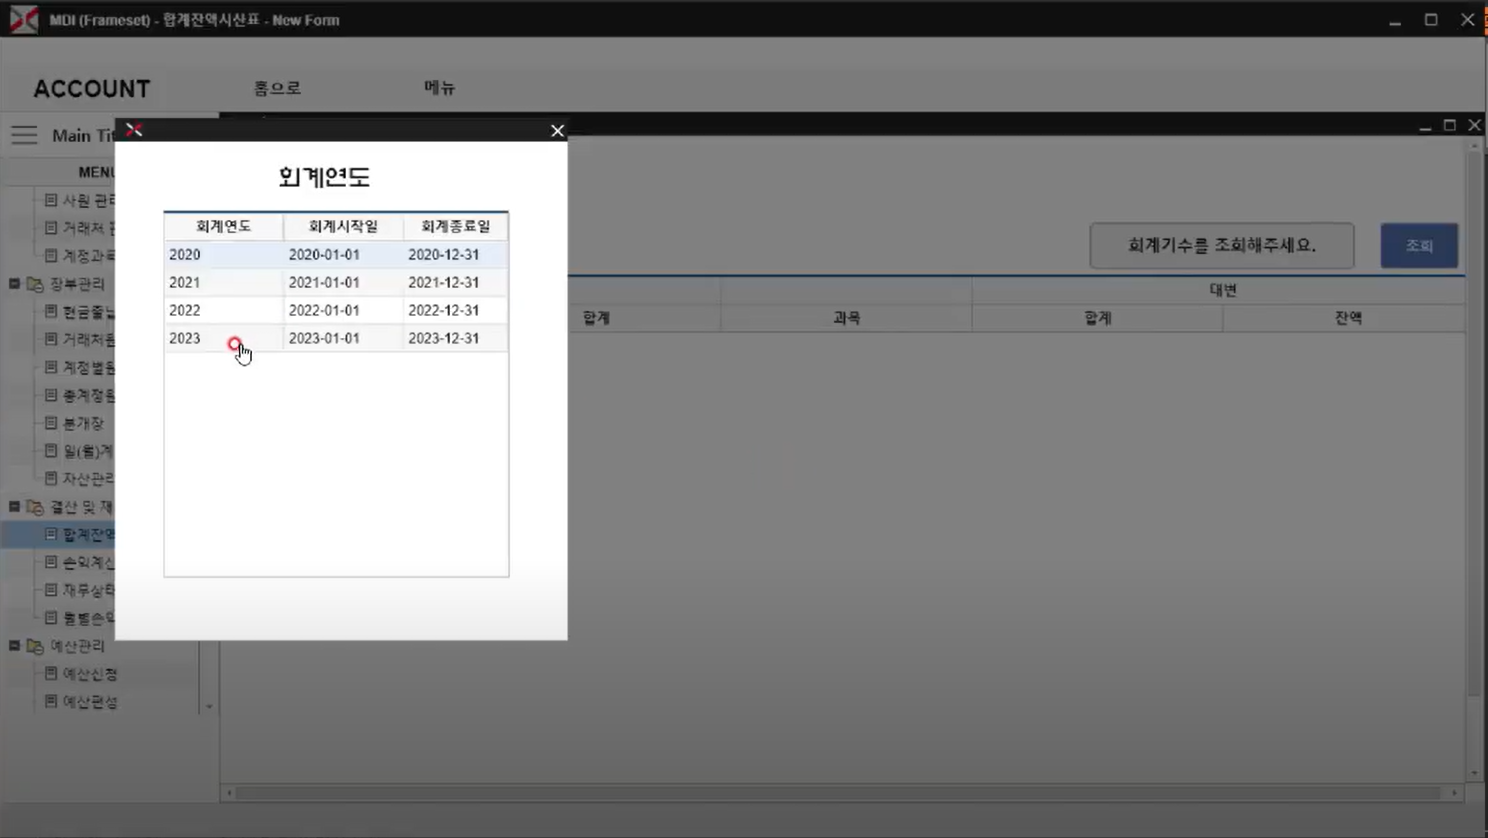 MDI (Frameset) - 합계잔액시산표 - New Form
ACCOUNT
홈으로
메뉴
Main Tit
MENU
사원 관리
거래처
계정과목
장부관리
현금출납
거래처원
계정별원
총계정원
분개장
일(월)계
자산관리
결산 및 재
합계잔액
손익계산
재무상태
월별손익
예산관리
예산신청
예산편성
회계연도
회계연도 회계시작일 회계종료일
2020 2020-01-01 2020-12-31
2021 2021-01-01 2021-12-31
2022 2022-01-01 2022-12-31
2023 2023-01-01 2023-12-31
회계기수를 조회해주세요.
조회
대변
합계 과목 합계 잔액